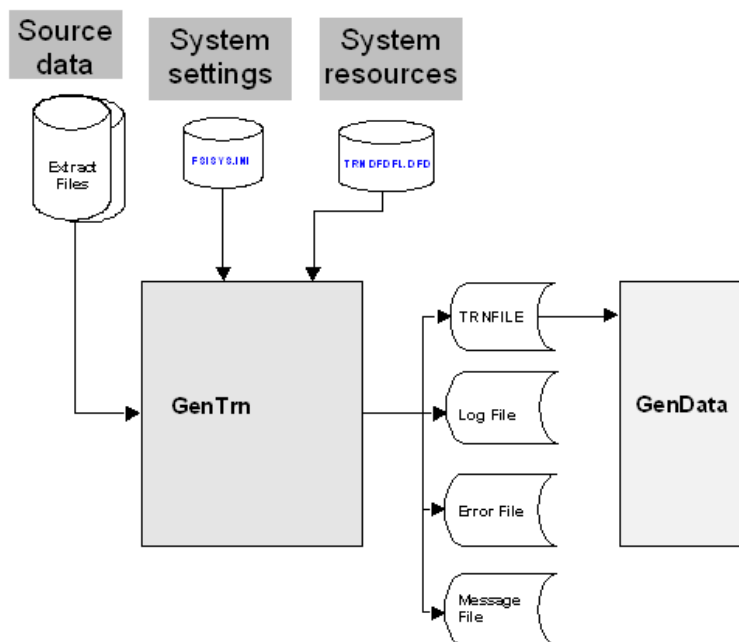 Source
data
System
settings
System
resources
Extract
Files
FSISYS.INI
TRNDFDFL.DFD
TRNFILE
GenTrn
Log File
GenData
Error File
Message
File